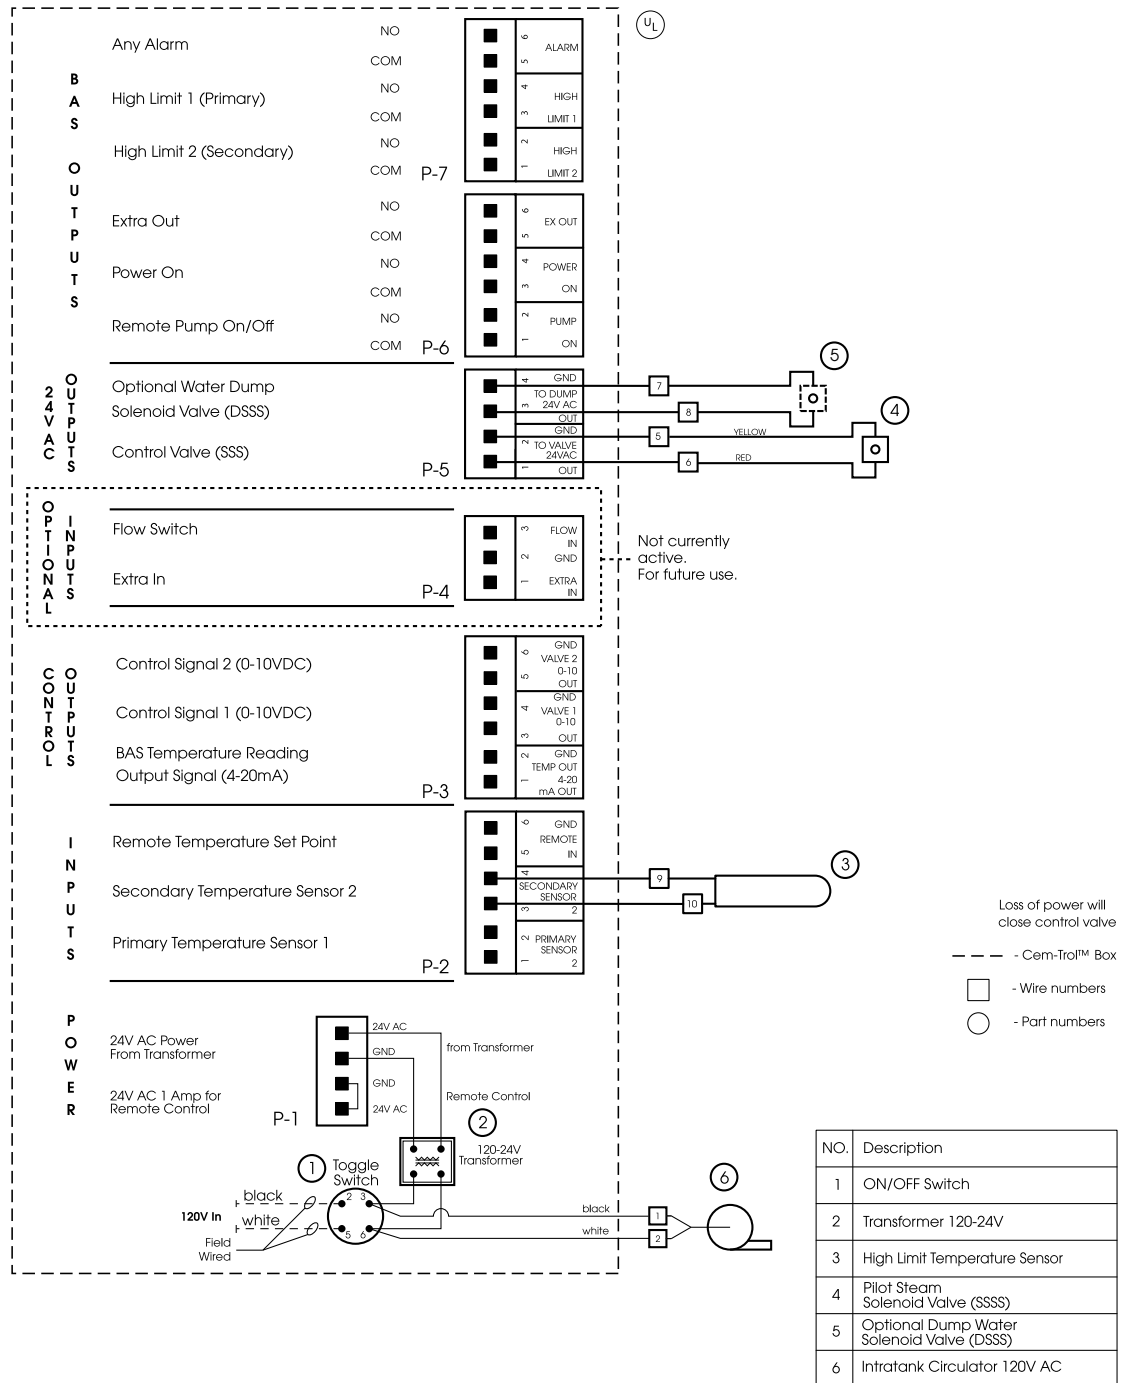 UL
BAS OUTPUTS
Any Alarm
NO
COM
High Limit 1 (Primary)
NO
COM
High Limit 2 (Secondary)
NO
COM
P-7
6
5
ALARM
4
3
HIGH
LIMIT 1
2
1
HIGH
LIMIT 2
Extra Out
NO
COM
Power On
NO
COM
Remote Pump On/Off
NO
COM
P-6
6
5
EX OUT
4
3
POWER
ON
2
1
PUMP
ON
24VAC OUTPUTS
Optional Water Dump
Solenoid Valve (DSSS)
Control Valve (SSS)
P-5
4
3
GND
TO DUMP
24V AC
OUT
2
1
GND
TO VALVE
24VAC
OUT
7
8
5
5
YELLOW
6
RED
4
OPTIONAL INPUTS
Flow Switch
Extra In
P-4
3
FLOW
IN
2
GND
1
EXTRA
IN
Not currently
active.
For future use.
CONTROL OUTPUTS
Control Signal 2 (0-10VDC)
Control Signal 1 (0-10VDC)
BAS Temperature Reading
Output Signal (4-20mA)
P-3
6
5
GND
VALVE 2
0-10
OUT
4
3
GND
VALVE 1
0-10
OUT
2
1
GND
TEMP OUT
4-20
mA OUT
INPUTS
Remote Temperature Set Point
Secondary Temperature Sensor 2
Primary Temperature Sensor 1
P-2
6
5
GND
REMOTE
IN
4
3
SECONDARY
SENSOR
2
2
1
PRIMARY
SENSOR
2
9
10
3
Loss of power will
close control valve
- Cem-Trol™ Box
- Wire numbers
- Part numbers
POWER
24V AC Power
From Transformer
24V AC 1 Amp for
Remote Control
P-1
24V AC
GND
GND
24V AC
from Transformer
Remote Control
2
120-24V
Transformer
1
Toggle
Switch
2 3
5 6
black
120V In
white
Field
Wired
black
1
white
2
6
NO. Description
1 ON/OFF Switch
2 Transformer 120-24V
3 High Limit Temperature Sensor
4 Pilot Steam
Solenoid Valve (SSSS)
5 Optional Dump Water
Solenoid Valve (DSSS)
6 Intratank Circulator 120V AC